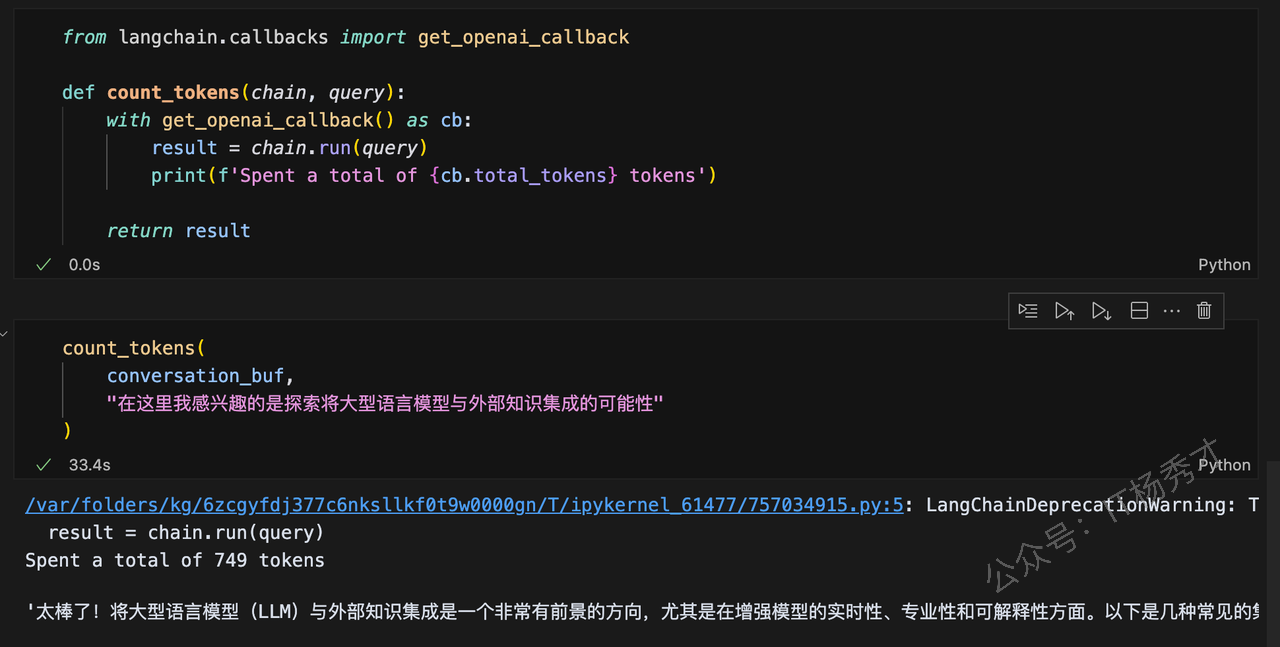 from langchain.callbacks import get_openai_callback
def count_tokens(chain, query):
with get_openai_callback() as cb:
result = chain.run(query)
print(f'Spent a total of {cb.total_tokens} tokens')
return result
0.0s
Python
count_tokens(
conversation_buf,
"在这里我感兴趣的是探索将大型语言模型与外部知识集成的可能性"
)
33.4s
Python
/var/folders/kg/6zcgyfdj377c6nksllkf0t9w0000gn/T/ipykernel_61477/757034915.py:5: LangChainDeprecationWarning: T
result = chain.run(query)
Spent a total of 749 tokens
'太棒了！将大型语言模型（LLM）与外部知识集成是一个非常有前景的方向，尤其是在增强模型的实时性、专业性和可解释性方面。以下是几种常见的集
公众号：IT杨秀才